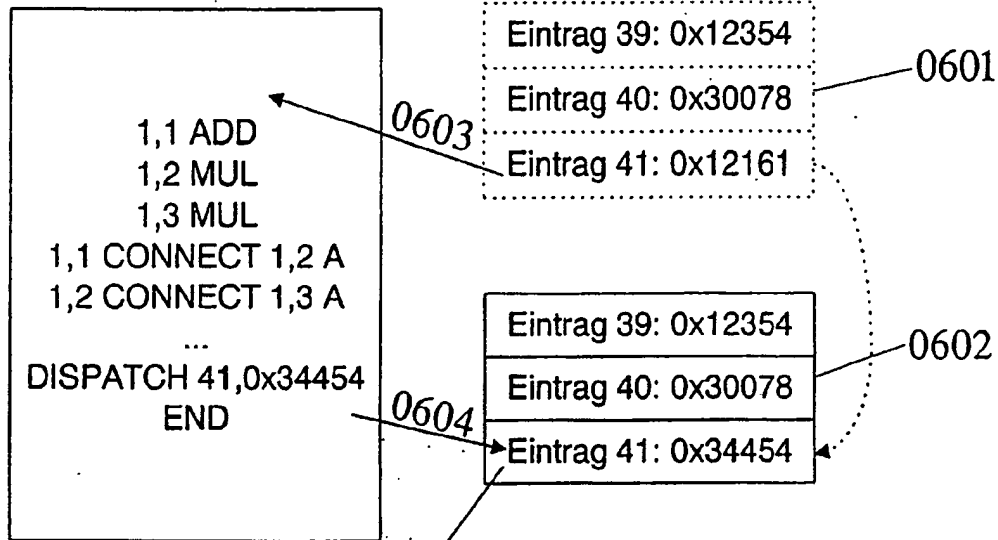 1,1 ADD
1,2 MUL
1,3 MUL
1,1 CONNECT 1,2 A
1,2 CONNECT 1,3 A
...
DISPATCH 41,0x34454
END
0603
0604
Eintrag 39: 0x12354
Eintrag 40: 0x30078
Eintrag 41: 0x12161
0601
Eintrag 39: 0x12354
Eintrag 40: 0x30078
Eintrag 41: 0x34454
0602